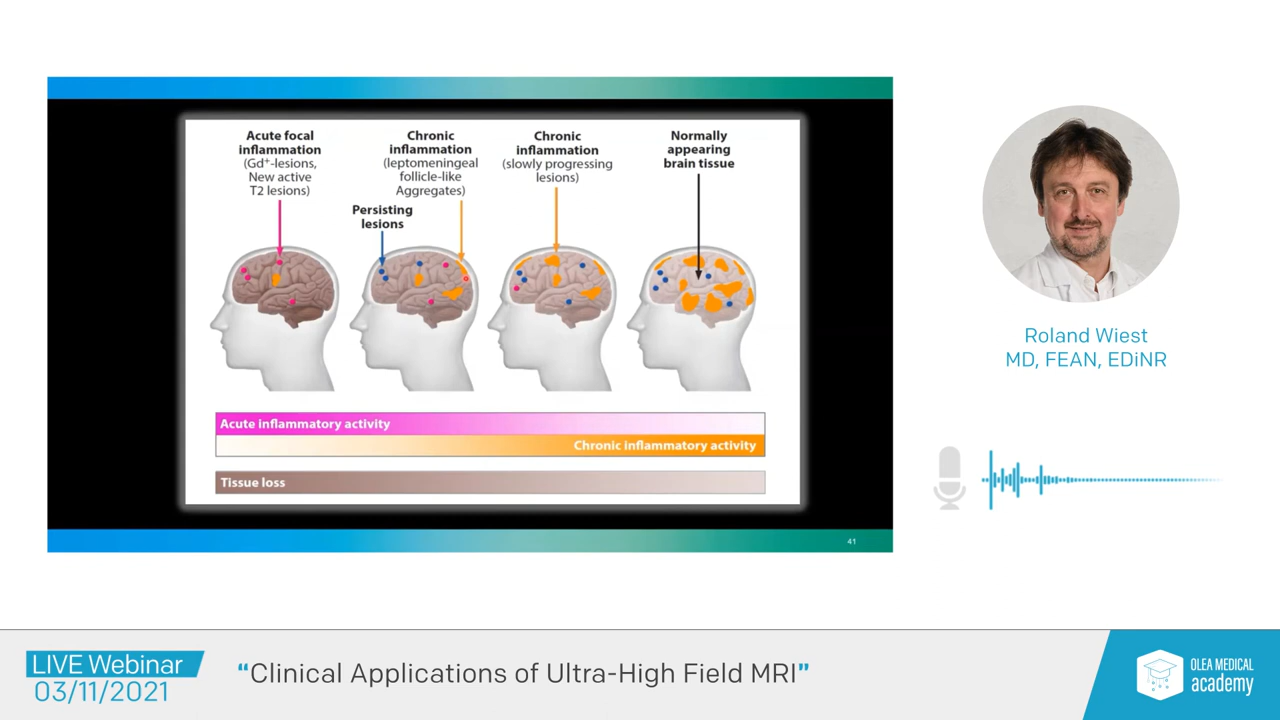 Acute focal
inflammation
(Gd⁺-lesions,
New active
T2 lesions)
Chronic
inflammation
(leptomeningeal
follicle-like
Aggregates)
Persisting
lesions
Chronic
inflammation
(slowly progressing
lesions)
Normally
appearing
brain tissue
Acute inflammatory activity
Chronic inflammatory activity
Tissue loss
41
Roland Wiest
MD, FEAN, EDiNR
LIVE Webinar
03/11/2021
“Clinical Applications of Ultra-High Field MRI”
OLEA MEDICAL
academy